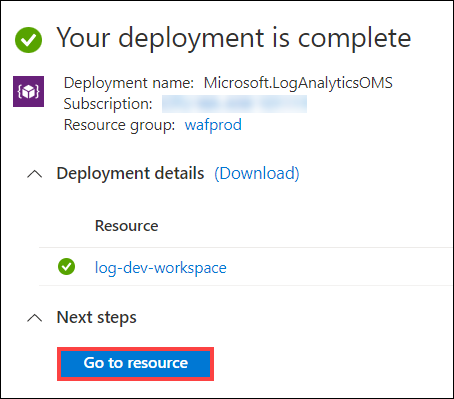 Your deployment is complete
Deployment name: Microsoft.LogAnalyticsOMS
Subscription:
Resource group: wafprod
Deployment details (Download)
Resource
log-dev-workspace
Next steps
Go to resource